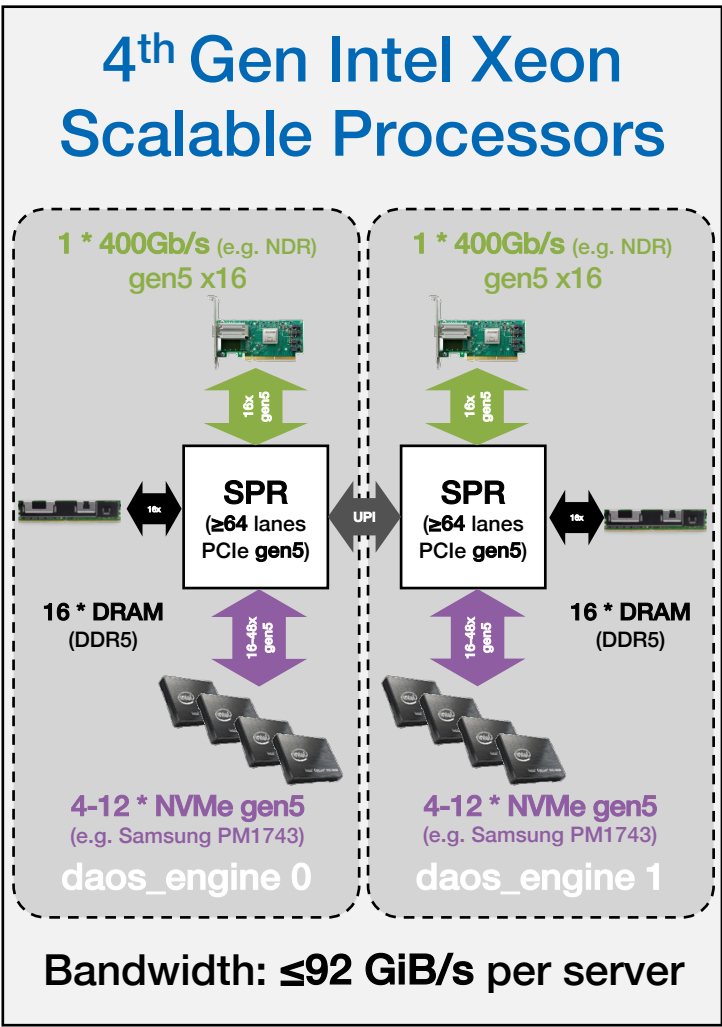 4th Gen Intel Xeon
Scalable Processors
1 * 400Gb/s (e.g. NDR)
gen5 x16
16x
gen5
SPR
(≥64 lanes
PCIe gen5)
16x
16 * DRAM
(DDR5)
16-48x
gen5
4-12 * NVMe gen5
(e.g. Samsung PM1743)
daos_engine 0
UPI
1 * 400Gb/s (e.g. NDR)
gen5 x16
16x
gen5
SPR
(≥64 lanes
PCIe gen5)
16x
16 * DRAM
(DDR5)
16-48x
gen5
4-12 * NVMe gen5
(e.g. Samsung PM1743)
daos_engine 1
Bandwidth: ≤92 GiB/s per server